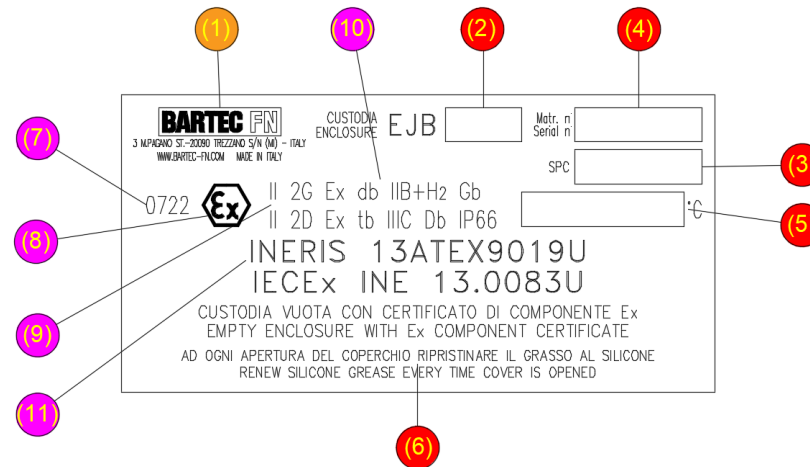 (1)
(10)
(2)
(4)
(7)
BARTEC FN
3 M.PAGANO ST.-20090 TREZZANO S/N (MI) - ITALY
WWW.BARTEC-FN.COM MADE IN ITALY
CUSTODIA
ENCLOSURE
EJB
Matr. n°
Serial n°
SPC
(3
0722
Ex
II 2G Ex db IIB+H2 Gb
II 2D Ex tb IIIC Db IP66
°C
(5
(8)
INERIS 13ATEX9019U
IECEx INE 13.0083U
(9)
CUSTODIA VUOTA CON CERTIFICATO DI COMPONENTE Ex
EMPTY ENCLOSURE WITH Ex COMPONENT CERTIFICATE
AD OGNI APERTURA DEL COPERCHIO RIPRISTINARE IL GRASSO AL SILICONE
RENEW SILICONE GREASE EVERY TIME COVER IS OPENED
(11)
(6)